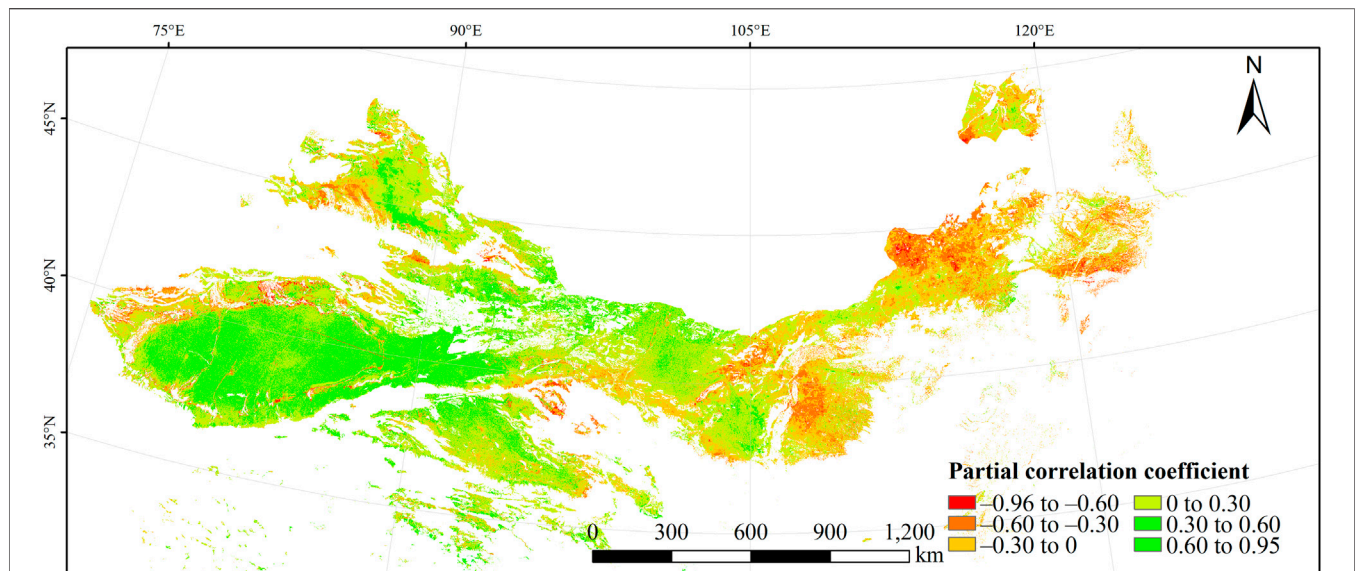 75°E 90°E 105°E 120°E
N
45°N
40°N
35°N
Partial correlation coefficient
–0.96 to –0.60 0 to 0.30
–0.60 to –0.30 0.30 to 0.60
–0.30 to 0 0.60 to 0.95
0 300 600 900 1,200
km